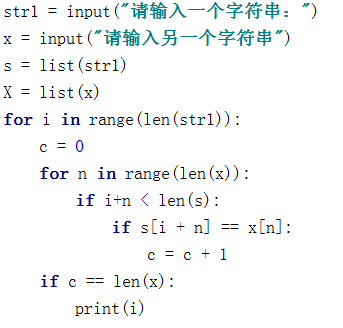 str1 = input("请输入一个字符串：")
x = input("请输入另一个字符串")
s = list(str1)
X = list(x)
for i in range(len(str1)):
    c = 0
    for n in range(len(x)):
        if i+n < len(s):
            if s[i + n] == x[n]:
                c = c + 1
    if c == len(x):
        print(i)